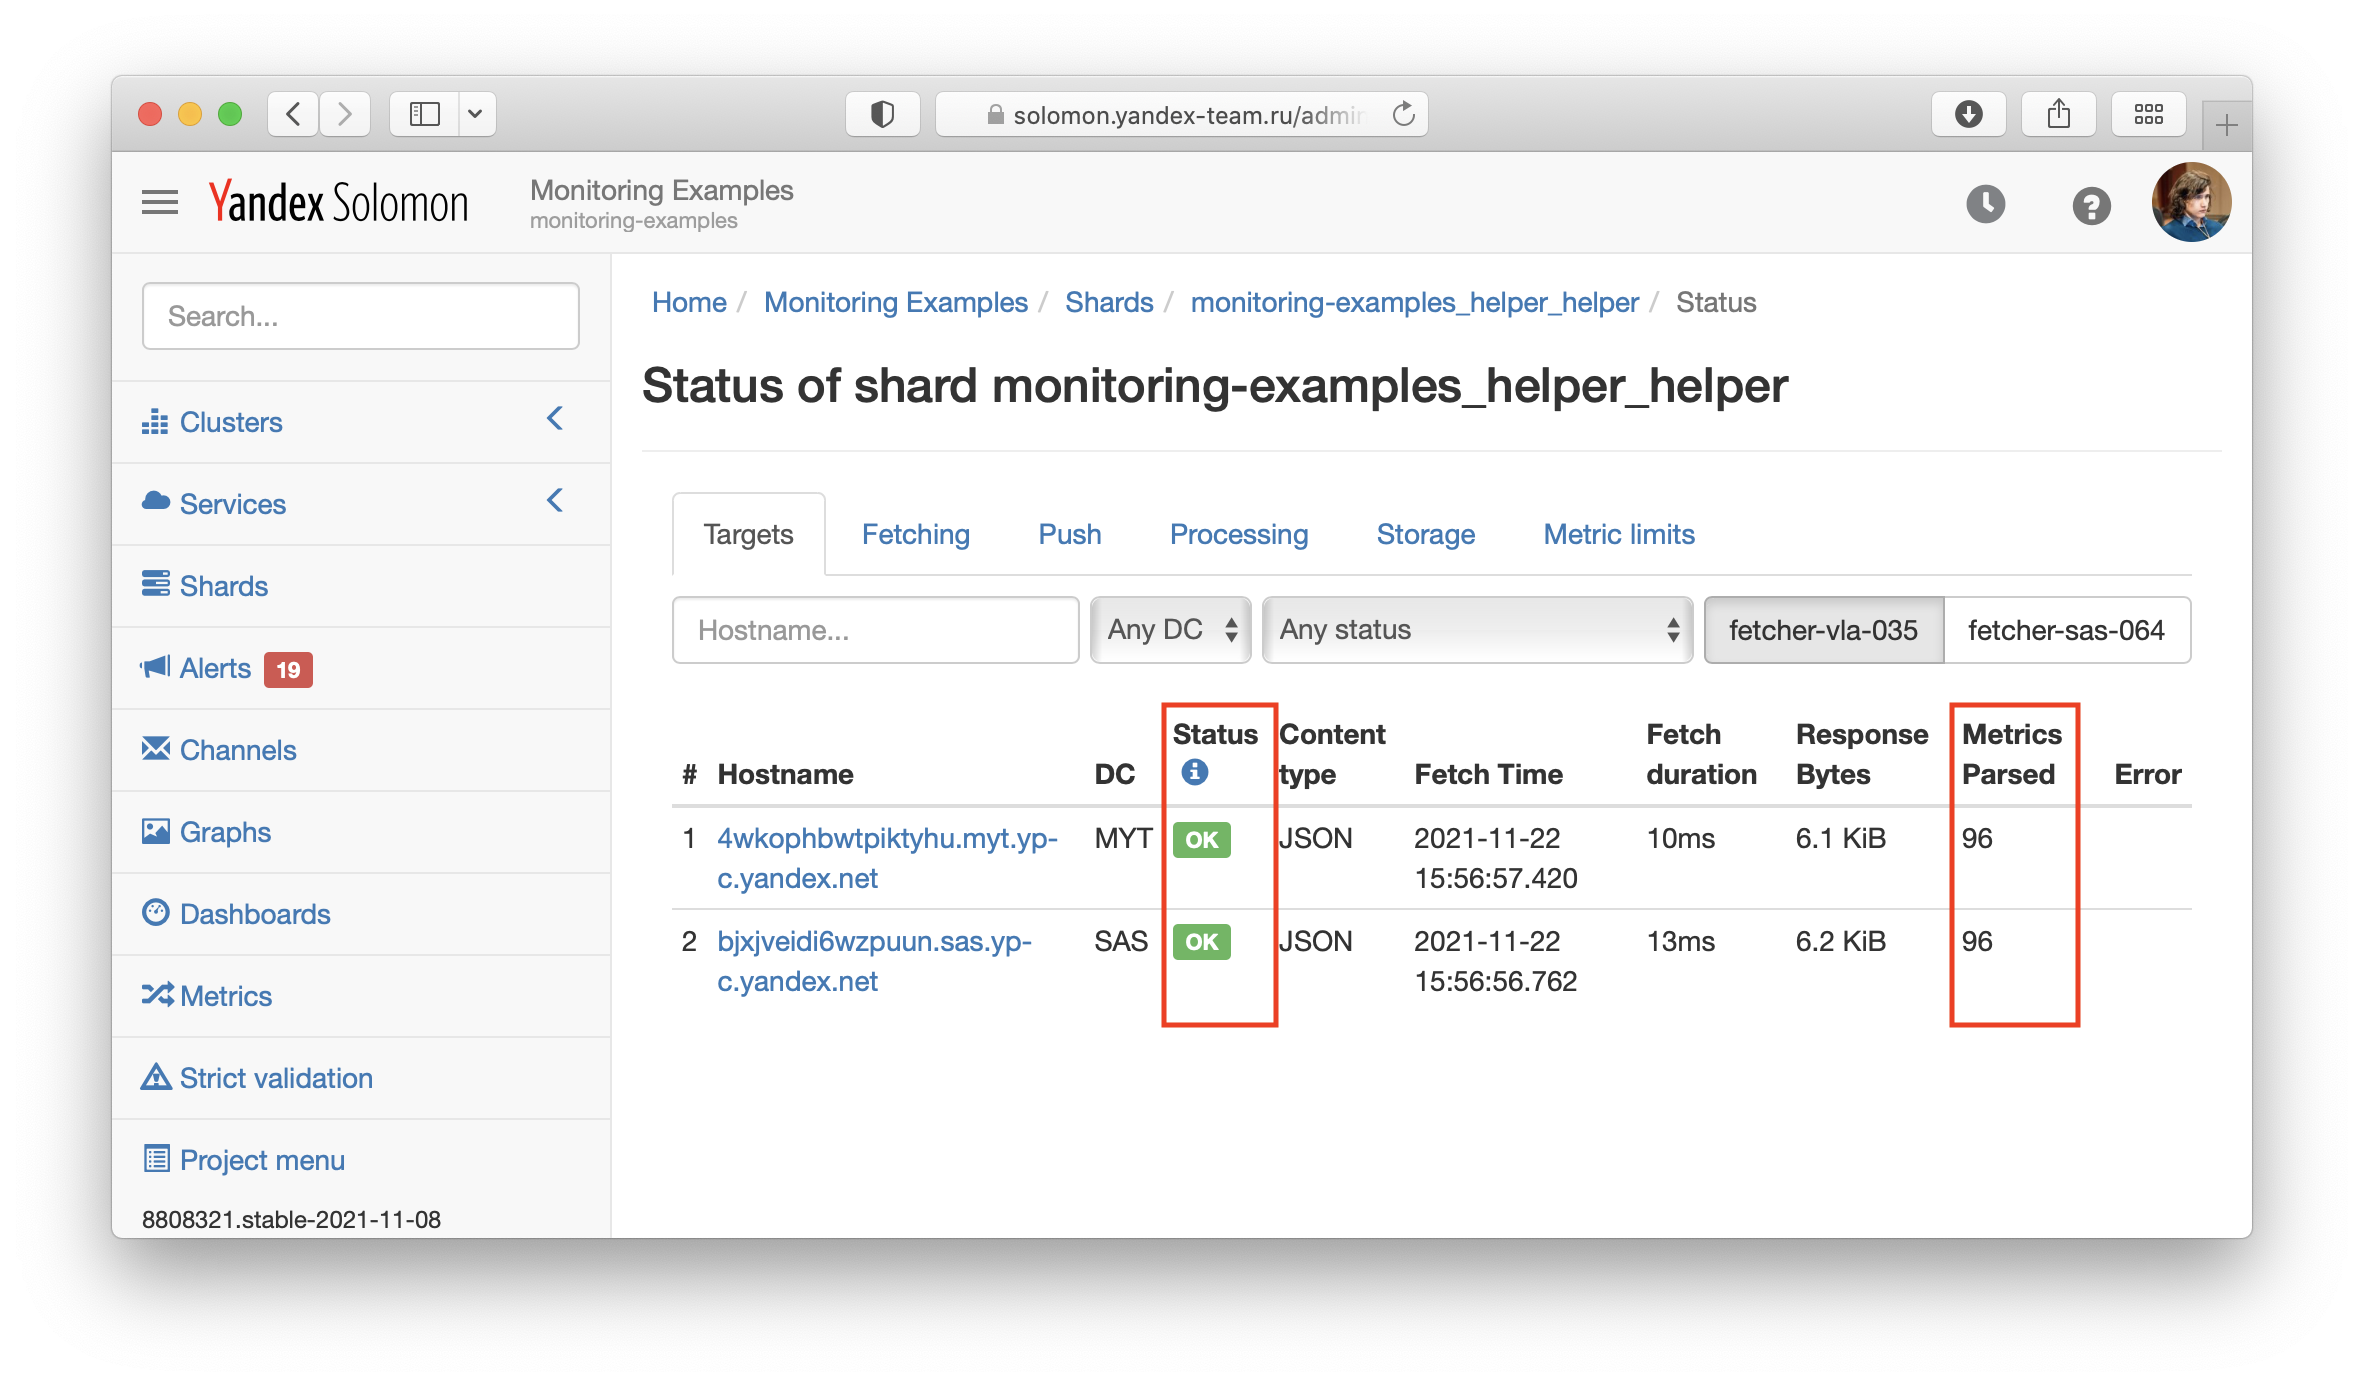 solomon.yandex-team.ru/admin
Yandex Solomon
Monitoring Examples
monitoring-examples
Search...
Clusters
Services
Shards
Alerts 19
Channels
Graphs
Dashboards
Metrics
Strict validation
Project menu
8808321.stable-2021-11-08
Home / Monitoring Examples / Shards / monitoring-examples_helper_helper / Status
Status of shard monitoring-examples_helper_helper
Targets Fetching Push Processing Storage Metric limits
Hostname... Any DC Any status fetcher-vla-035 fetcher-sas-064
# Hostname DC Status Content type Fetch Time Fetch duration Response Bytes Metrics Parsed Error
1 4wkophbwtpiktyhu.myt.yp- MYT OK JSON 2021-11-22 10ms 6.1 KiB 96
c.yandex.net 15:56:57.420
2 bjxjveidi6wzpuun.sas.yp- SAS OK JSON 2021-11-22 13ms 6.2 KiB 96
c.yandex.net 15:56:56.762